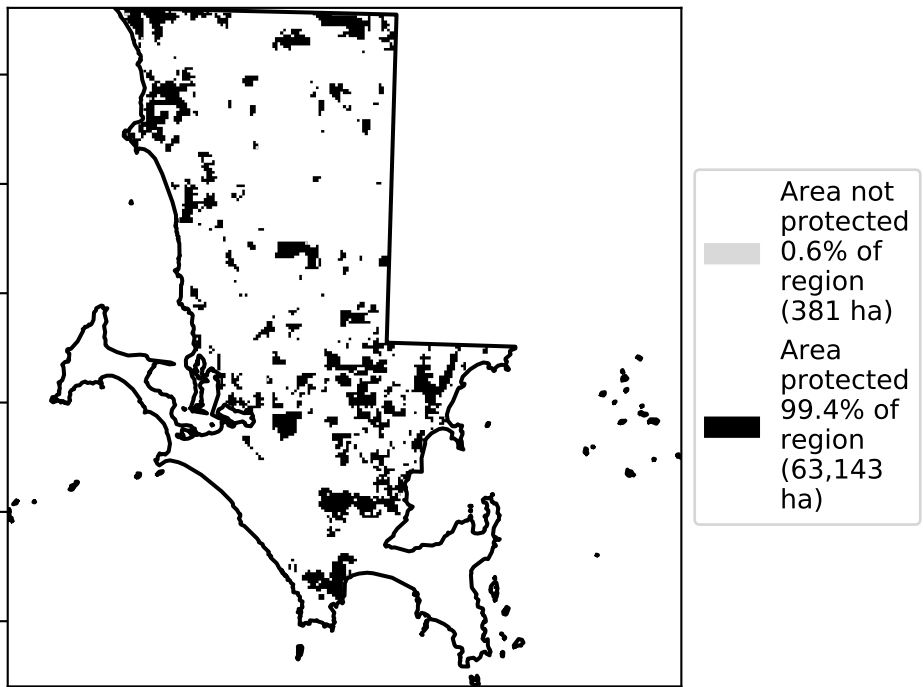 Area not
protected
0.6% of
region
(381 ha)
Area
protected
99.4% of
region
(63,143
ha)